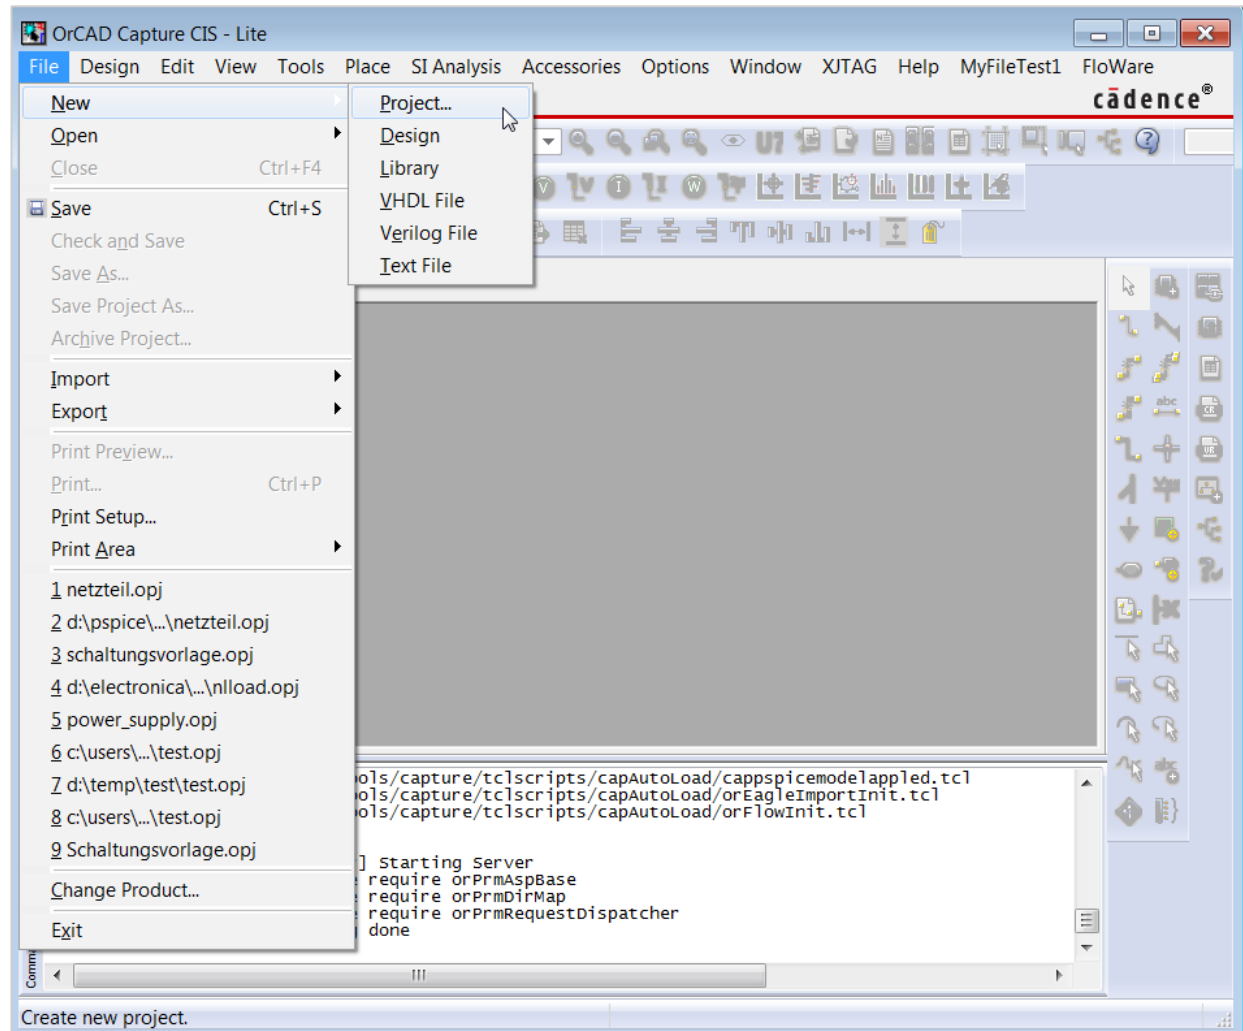 OrCAD Capture CIS - Lite
File Design Edit View Tools Place SI Analysis Accessories Options Window XJTAG Help MyFileTest1 FloWare
cādence®
New
Open
Close Ctrl+F4
Save Ctrl+S
Check and Save
Save As...
Save Project As...
Archive Project...
Import
Export
Print Preview...
Print... Ctrl+P
Print Setup...
Print Area
1 netzteil.opj
2 d:\pspice\...\netzteil.opj
3 schaltungsvorlage.opj
4 d:\electronica\...\nlload.opj
5 power_supply.opj
6 c:\users\...\test.opj
7 d:\temp\test\test.opj
8 c:\users\...\test.opj
9 Schaltungsvorlage.opj
Change Product...
Exit
Project...
Design
Library
VHDL File
Verilog File
Text File
U?
V
V
I
I
W
abc
CR
VR
abc
ols/capture/tclscripts/capAutoLoad/cappspicemodelappled.tcl
ols/capture/tclscripts/capAutoLoad/orEagleImportInit.tcl
ols/capture/tclscripts/capAutoLoad/orFlowInit.tcl
] Starting Server
require orPrmAspBase
require orPrmDirMap
require orPrmRequestDispatcher
done
Comma
Create new project.